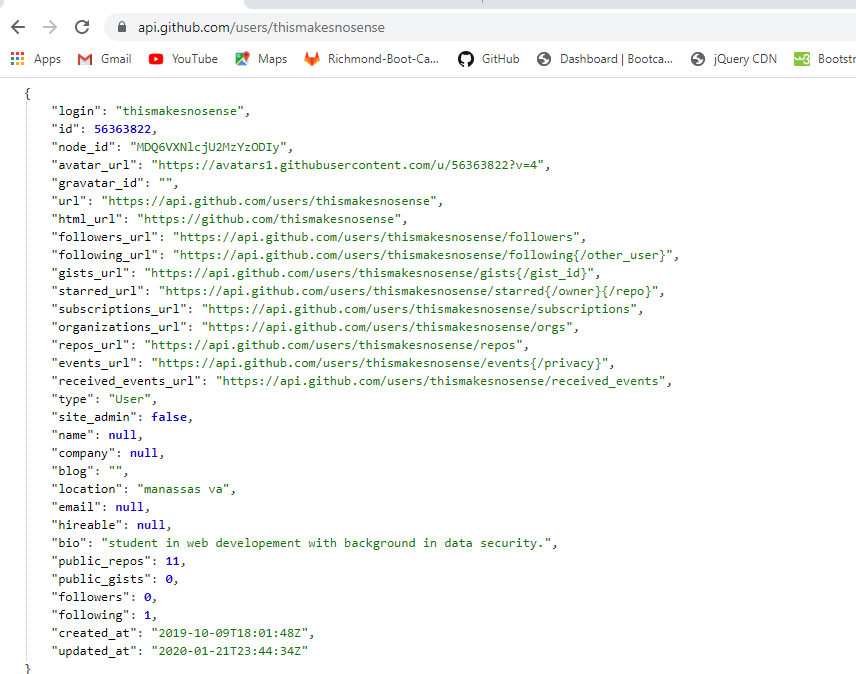 api.github.com/users/thismakesnosense
Apps Gmail YouTube Maps Richmond-Boot-Ca... GitHub Dashboard | Bootca... jQuery CDN w3 Bootstr
{
"login": "thismakesnosense",
"id": 56363822,
"node_id": "MDQ6VXNlcjU2MzYzODIy",
"avatar_url": "https://avatars1.githubusercontent.com/u/56363822?v=4",
"gravatar_id": "",
"url": "https://api.github.com/users/thismakesnosense",
"html_url": "https://github.com/thismakesnosense",
"followers_url": "https://api.github.com/users/thismakesnosense/followers",
"following_url": "https://api.github.com/users/thismakesnosense/following{/other_user}",
"gists_url": "https://api.github.com/users/thismakesnosense/gists{/gist_id}",
"starred_url": "https://api.github.com/users/thismakesnosense/starred{/owner}{/repo}",
"subscriptions_url": "https://api.github.com/users/thismakesnosense/subscriptions",
"organizations_url": "https://api.github.com/users/thismakesnosense/orgs",
"repos_url": "https://api.github.com/users/thismakesnosense/repos",
"events_url": "https://api.github.com/users/thismakesnosense/events{/privacy}",
"received_events_url": "https://api.github.com/users/thismakesnosense/received_events",
"type": "User",
"site_admin": false,
"name": null,
"company": null,
"blog": "",
"location": "manassas va",
"email": null,
"hireable": null,
"bio": "student in web developement with background in data security.",
"public_repos": 11,
"public_gists": 0,
"followers": 0,
"following": 1,
"created_at": "2019-10-09T18:01:48Z",
"updated_at": "2020-01-21T23:44:34Z"
}